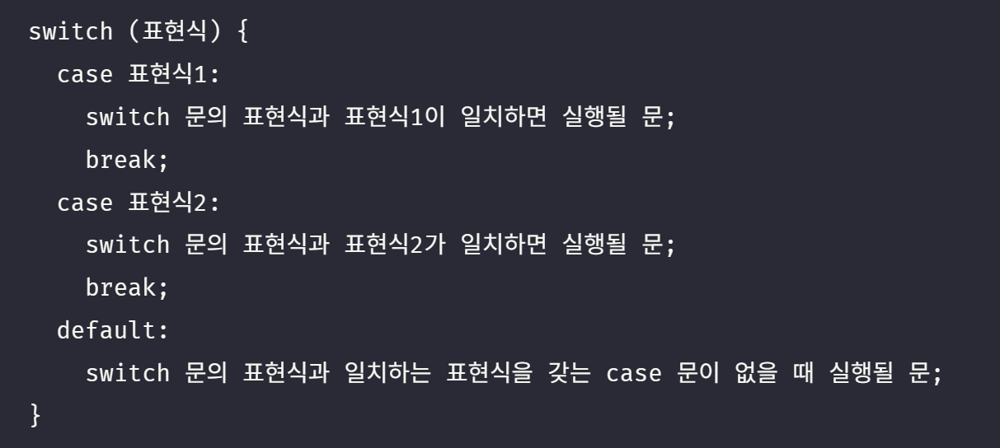 switch (표현식) {
case 표현식1:
switch 문의 표현식과 표현식1이 일치하면 실행될 문;
break;
case 표현식2:
switch 문의 표현식과 표현식2가 일치하면 실행될 문;
break;
default:
switch 문의 표현식과 일치하는 표현식을 갖는 case 문이 없을 때 실행될 문;
}